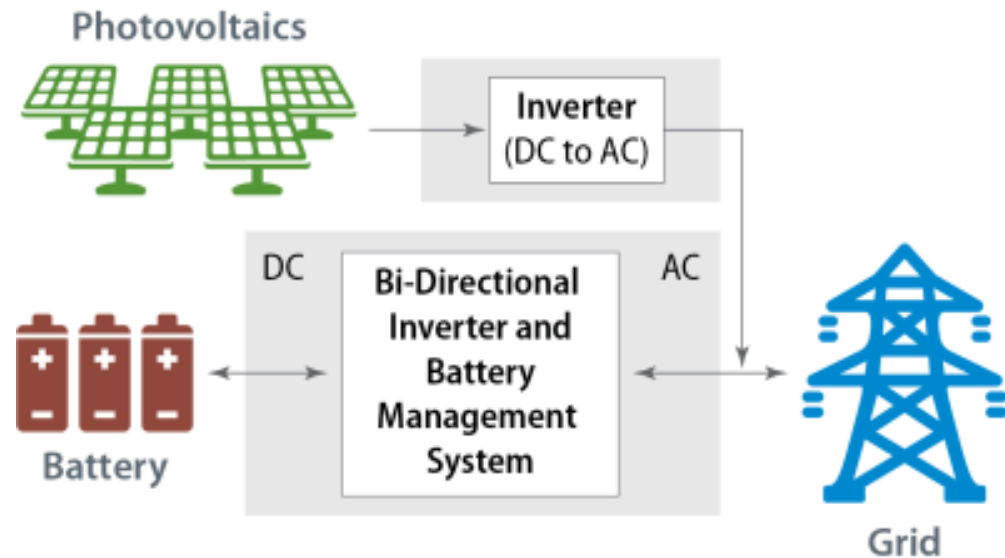 Photovoltaics
Inverter
(DC to AC)
DC
AC
Bi-Directional
Inverter and
Battery
Management
System
Battery
Grid